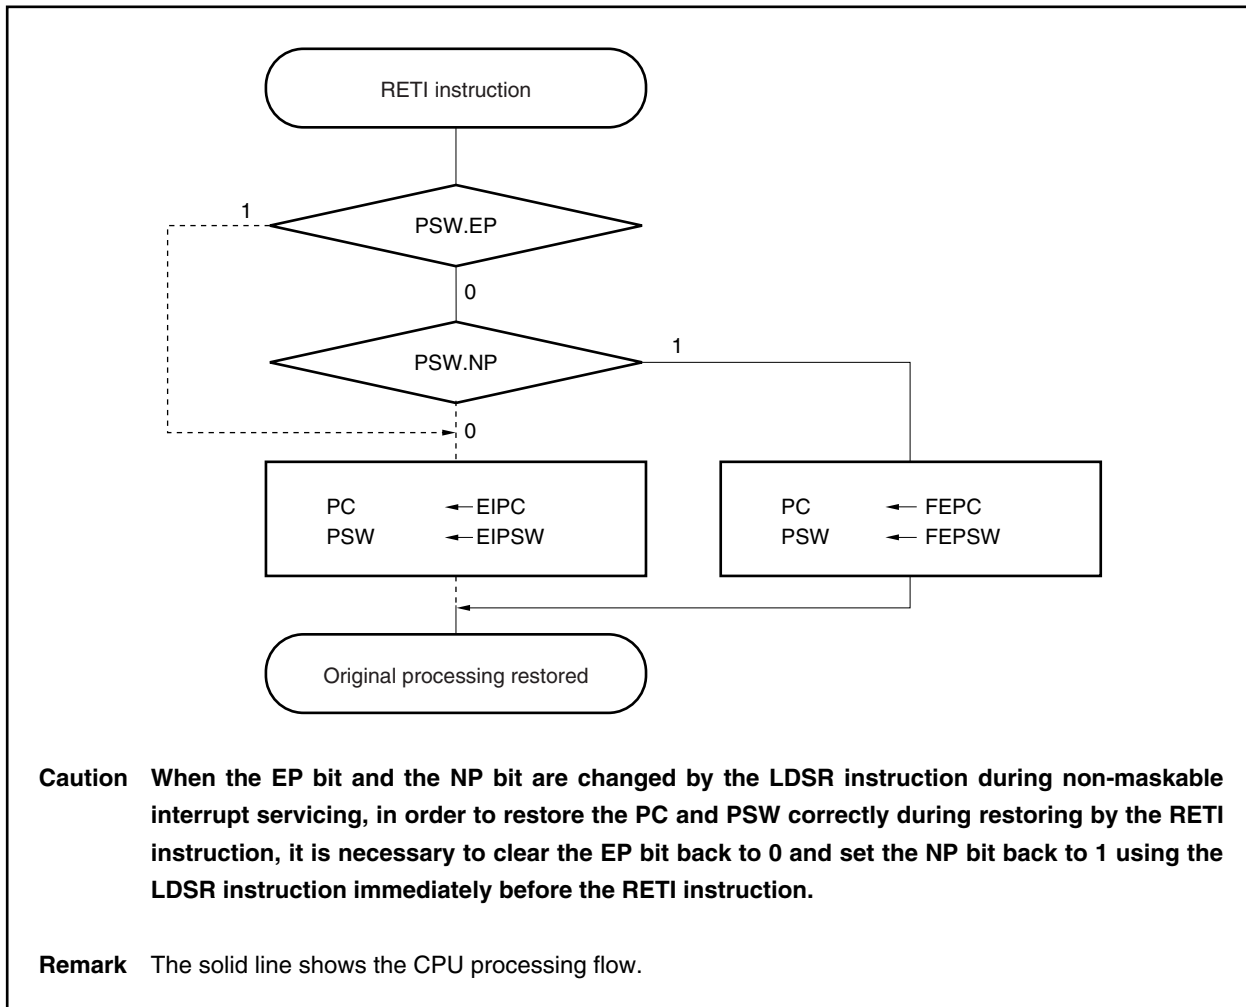 RETI instruction
1
PSW.EP
0
PSW.NP
1
0
PC ← EIPC
PSW ← EIPSW
PC ← FEPC
PSW ← FEPSW
Original processing restored
Caution When the EP bit and the NP bit are changed by the LDSR instruction during non-maskable
interrupt servicing, in order to restore the PC and PSW correctly during restoring by the RETI
instruction, it is necessary to clear the EP bit back to 0 and set the NP bit back to 1 using the
LDSR instruction immediately before the RETI instruction.
Remark The solid line shows the CPU processing flow.